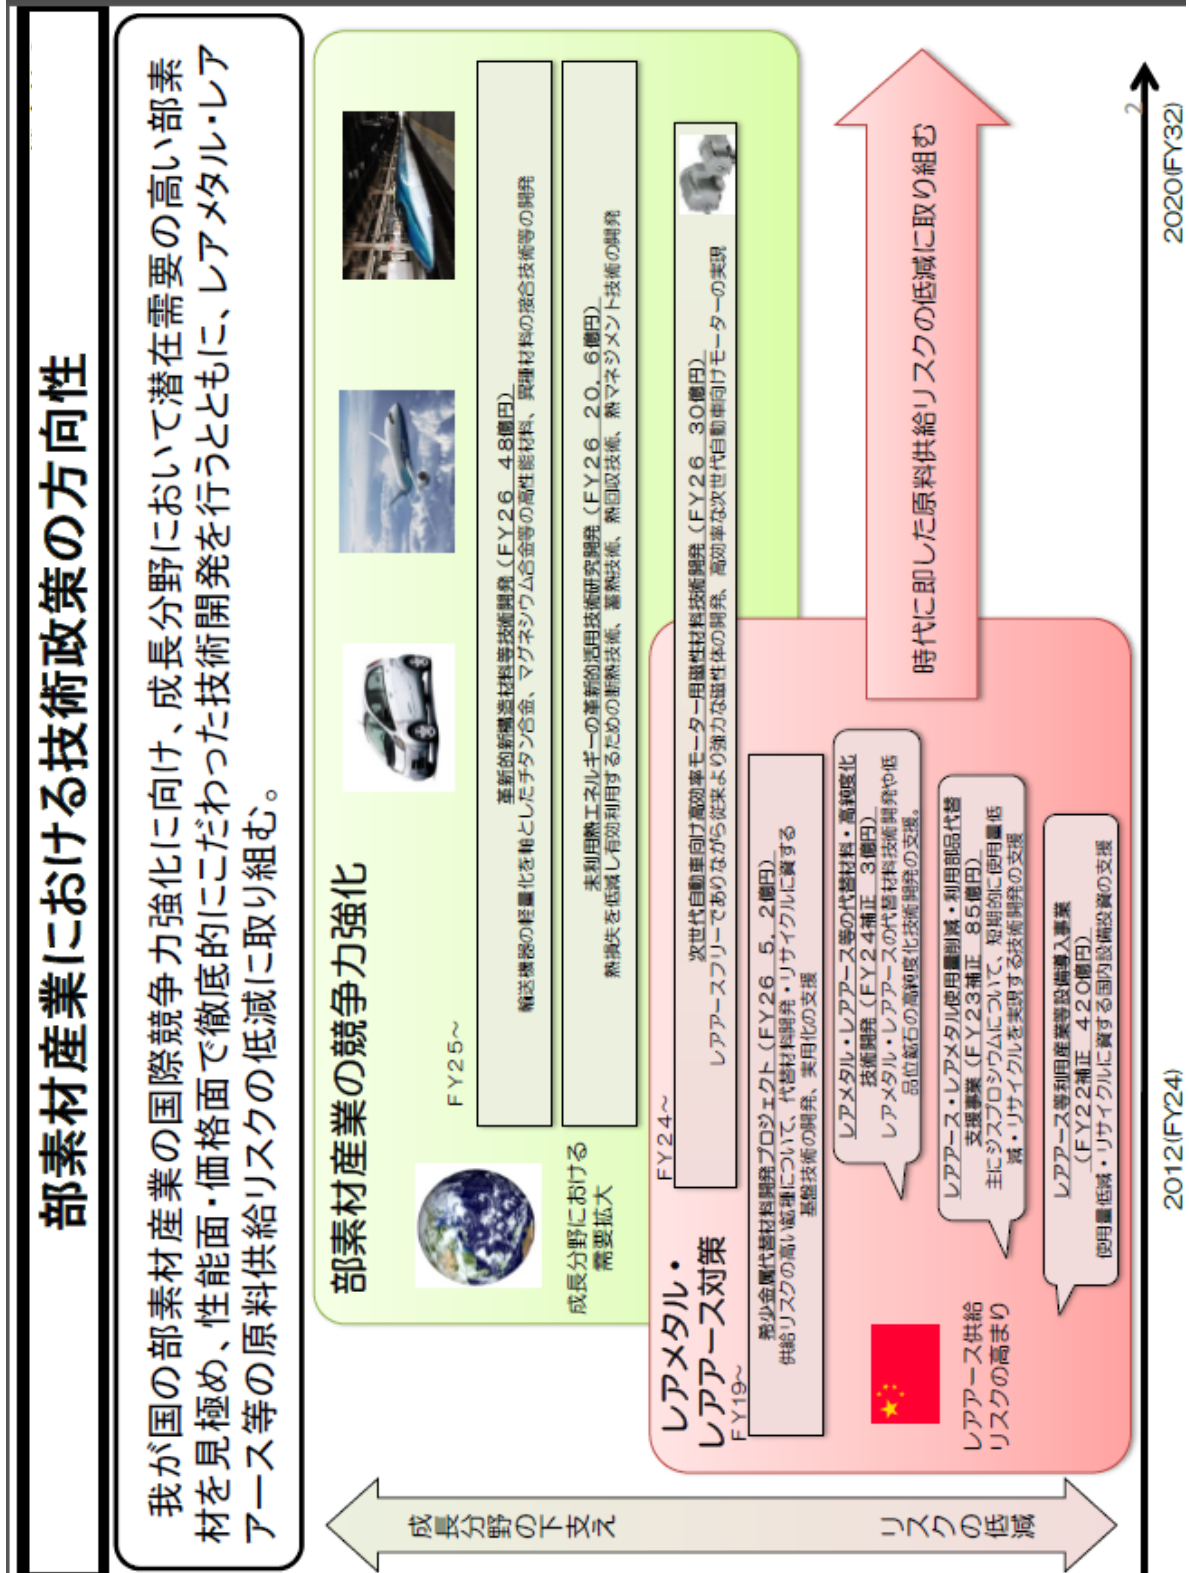 部素材産業における技術政策の方向性
我が国の部素材産業の国際競争力強化に向け、成長分野において潜在需要の高い部素
材を見極め、性能面・価格面で徹底的にこだわった技術開発を行うとともに、レアメタル・レア
アース等の原料供給リスクの低減に取り組む。
成長分野の下支え
リスクの低減
部素材産業の競争力強化
成長分野における
需要拡大
FY25～
革新的新構造材料等技術開発(FY26 48億円)
輸送機器の軽量化を軸としたチタン合金、マグネシウム合金等の高性能材料、異種材料の接合技術等の開発
未利用熱エネルギーの革新的活用技術研究開発(FY26 20.6億円)
熱損失を低減し有効利用するための断熱技術、蓄熱技術、熱回収技術、熱マネジメント技術の開発
レアメタル・
レアアース対策
FY24～
次世代自動車向け高効率モーター用磁性材料技術開発(FY26 30億円)
レアアースフリーでありながら従来より強力な磁性体の開発、高効率な次世代自動車向けモーターの実現
FY19～
希少金属代替材料開発プロジェクト(FY26 5.2億円)
供給リスクの高い鉱種について、代替材料開発・リサイクルに資する
基盤技術の開発、実用化の支援
レアメタル・レアアース等の代替材料・高純度化
技術開発(FY24補正 3億円)
レアメタル・レアアースの代替材料技術開発や低
品位鉱石の高純度化技術開発の支援。
レアアース・レアメタル使用量削減・利用部品代替
支援事業(FY23補正 85億円)
主にジスプロシウムについて、短期的に使用量低
減・リサイクルを実現する技術開発の支援
レアアース等利用産業等設備導入事業
(FY22補正 420億円)
使用量低減・リサイクルに資する国内設備投資の支援
レアアース供給
リスクの高まり
時代に即した原料供給リスクの低減に取り組む
2
2012(FY24)
2020(FY32)